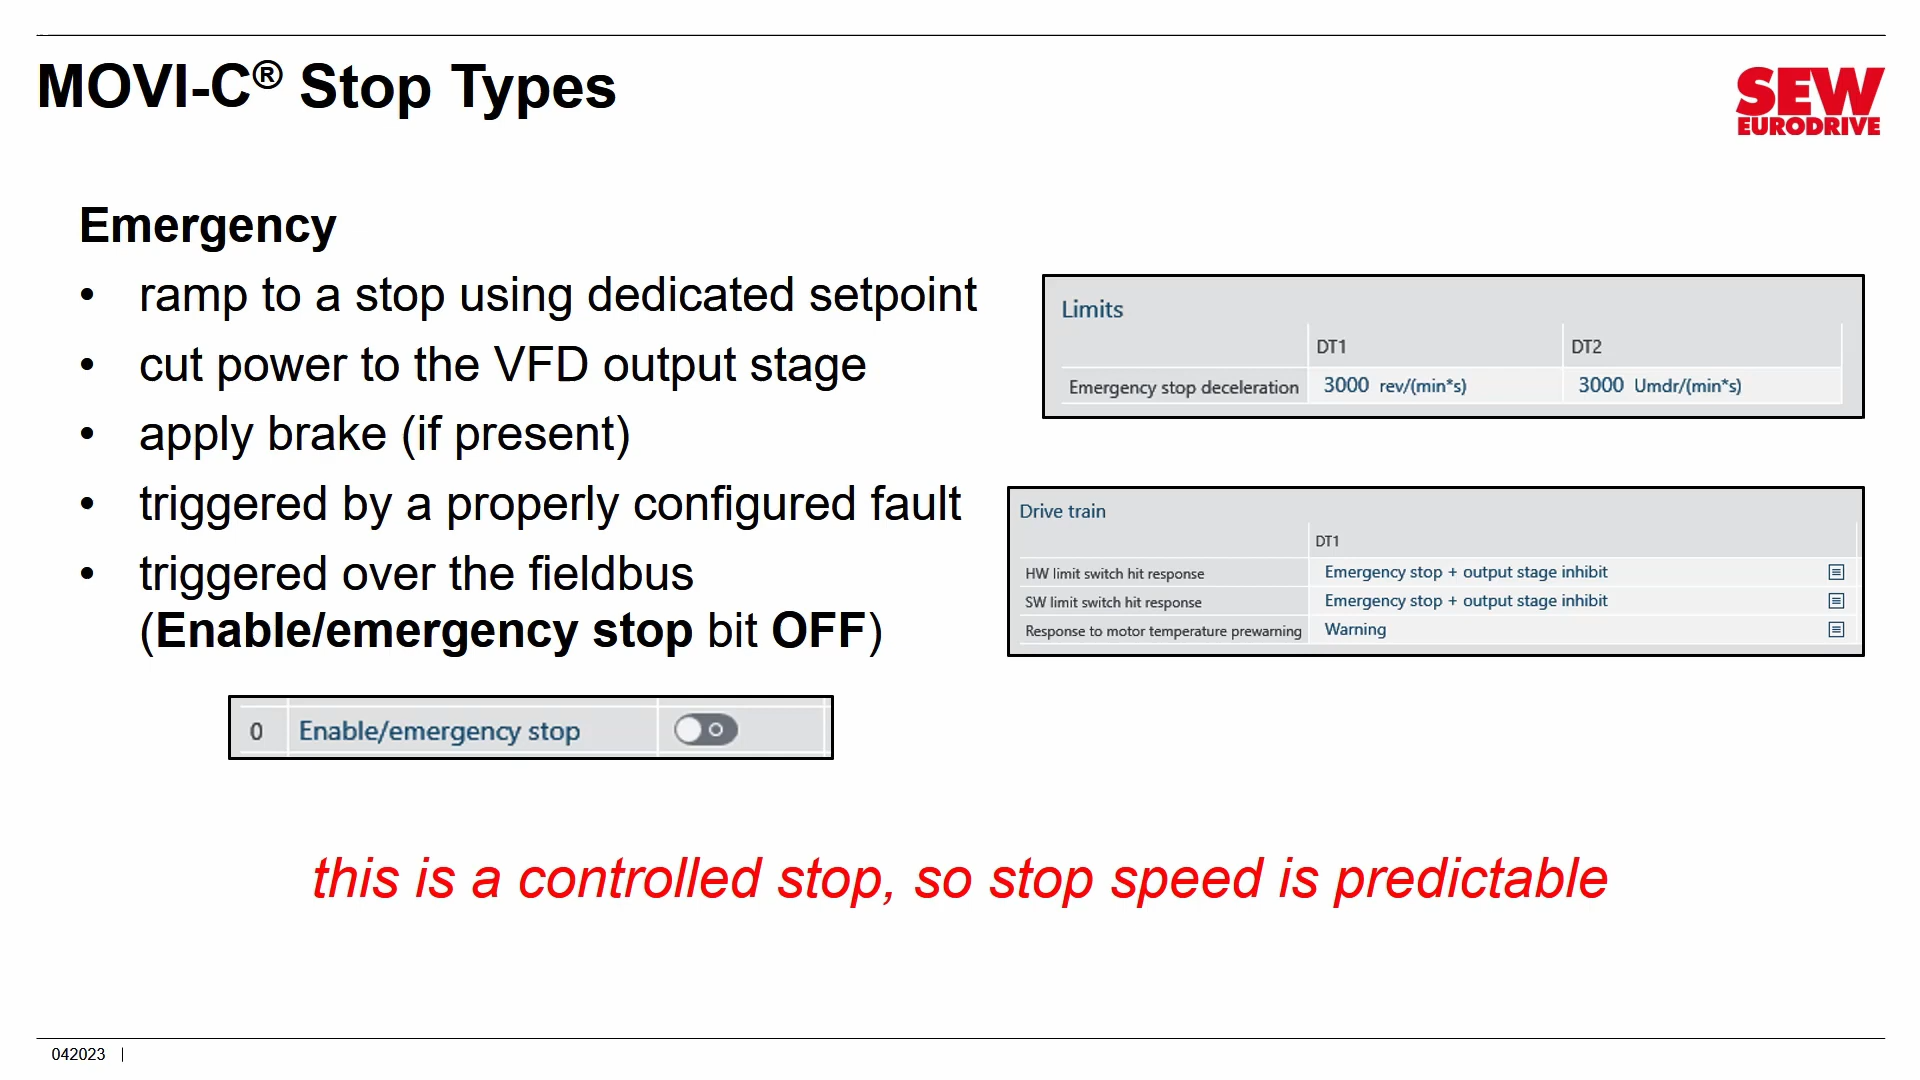 MOVI-C® Stop Types
SEW
EURODRIVE
Emergency
• ramp to a stop using dedicated setpoint
• cut power to the VFD output stage
• apply brake (if present)
• triggered by a properly configured fault
• triggered over the fieldbus
(Enable/emergency stop bit OFF)
0 Enable/emergency stop
Limits
DT1 DT2
Emergency stop deceleration 3000 rev/(min*s) 3000 Umdr/(min*s)
Drive train
DT1
HW limit switch hit response Emergency stop + output stage inhibit
SW limit switch hit response Emergency stop + output stage inhibit
Response to motor temperature prewarning Warning
this is a controlled stop, so stop speed is predictable
042023 |